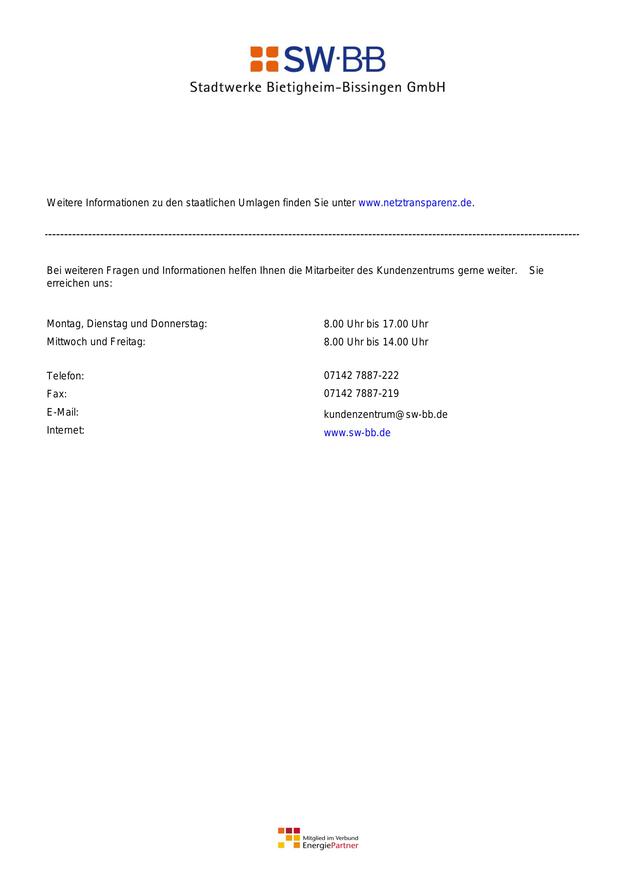 SW·BB
Stadtwerke Bietigheim-Bissingen GmbH
Weitere Informationen zu den staatlichen Umlagen finden Sie unter www.netztransparenz.de.
Bei weiteren Fragen und Informationen helfen Ihnen die Mitarbeiter des Kundenzentrums gerne weiter. Sie
erreichen uns:
Montag, Dienstag und Donnerstag: 8.00 Uhr bis 17.00 Uhr
Mittwoch und Freitag: 8.00 Uhr bis 14.00 Uhr
Telefon: 07142 7887-222
Fax: 07142 7887-219
E-Mail: kundenzentrum@sw-bb.de
Internet: www.sw-bb.de
Mitglied im Verbund
EnergiePartner